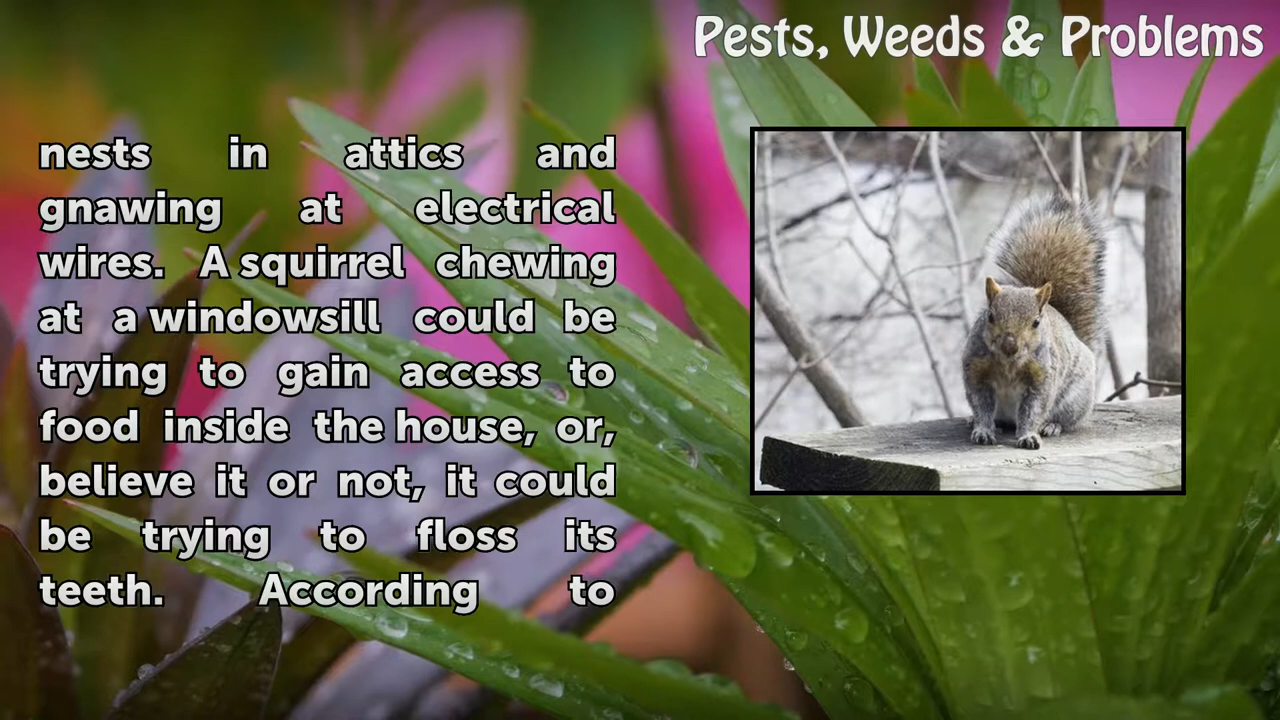 Pests, Weeds & Problems
nests in attics and
gnawing at electrical
wires. A squirrel chewing
at a windowsill could be
trying to gain access to
food inside the house, or,
believe it or not, it could
be trying to floss its
teeth. According to